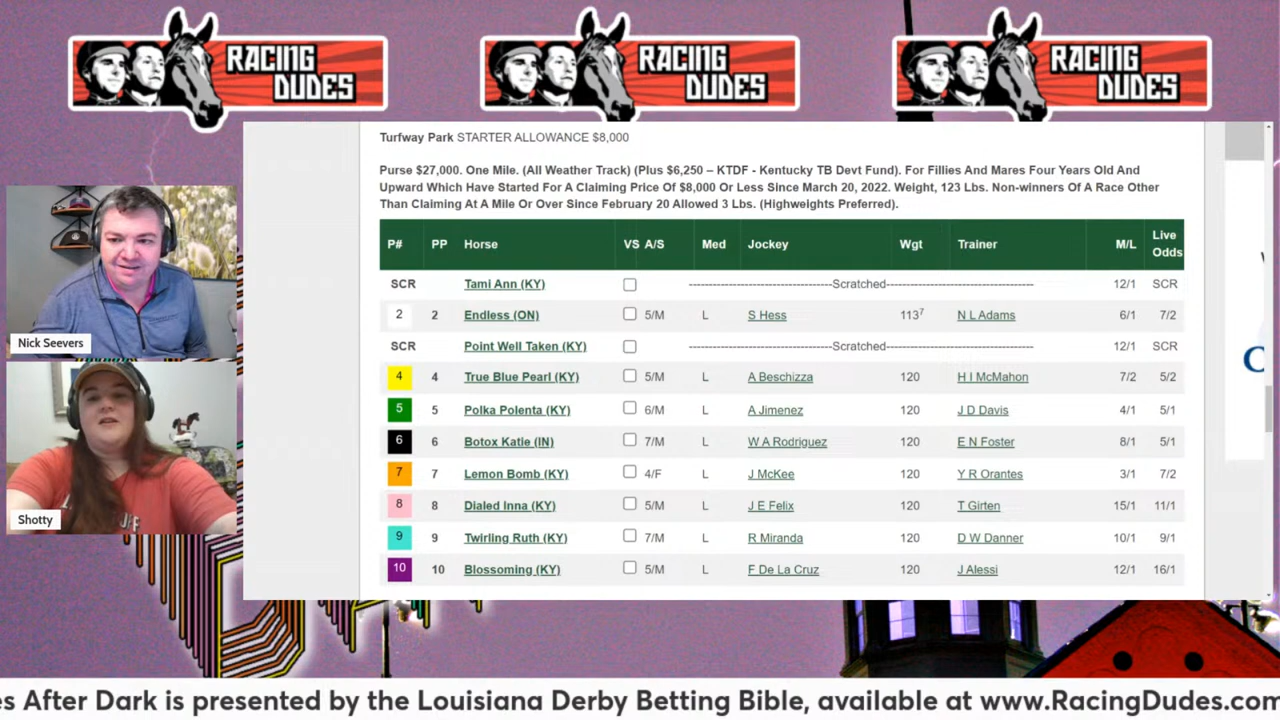 RACING
DUDES
RACING
DUDES
RACING
DUDES
Turfway Park STARTER ALLOWANCE $8,000
Purse $27,000. One Mile. (All Weather Track) (Plus $6,250 – KTDF - Kentucky TB Devt Fund). For Fillies And Mares Four Years Old And
Upward Which Have Started For A Claiming Price Of $8,000 Or Less Since March 20, 2022. Weight, 123 Lbs. Non-winners Of A Race Other
Than Claiming At A Mile Or Over Since February 20 Allowed 3 Lbs. (Highweights Preferred).
P# PP Horse VS A/S Med Jockey Wgt Trainer M/L Live Odds
SCR Tami Ann (KY) ----------Scratched---------- 12/1 SCR
2 2 Endless (ON) 5/M L S Hess 113⁷ N L Adams 6/1 7/2
SCR Point Well Taken (KY) ----------Scratched---------- 12/1 SCR
4 4 True Blue Pearl (KY) 5/M L A Beschizza 120 H I McMahon 7/2 5/2
5 5 Polka Polenta (KY) 6/M L A Jimenez 120 J D Davis 4/1 5/1
6 6 Botox Katie (IN) 7/M L W A Rodriguez 120 E N Foster 8/1 5/1
7 7 Lemon Bomb (KY) 4/F L J McKee 120 Y R Orantes 3/1 7/2
8 8 Dialed Inna (KY) 5/M L J E Felix 120 T Girten 15/1 11/1
9 9 Twirling Ruth (KY) 7/M L R Miranda 120 D W Danner 10/1 9/1
10 10 Blossoming (KY) 5/M L F De La Cruz 120 J Alessi 12/1 16/1
Nick Seevers
Shotty
es After Dark is presented by the Louisiana Derby Betting Bible, available at www.RacingDudes.com